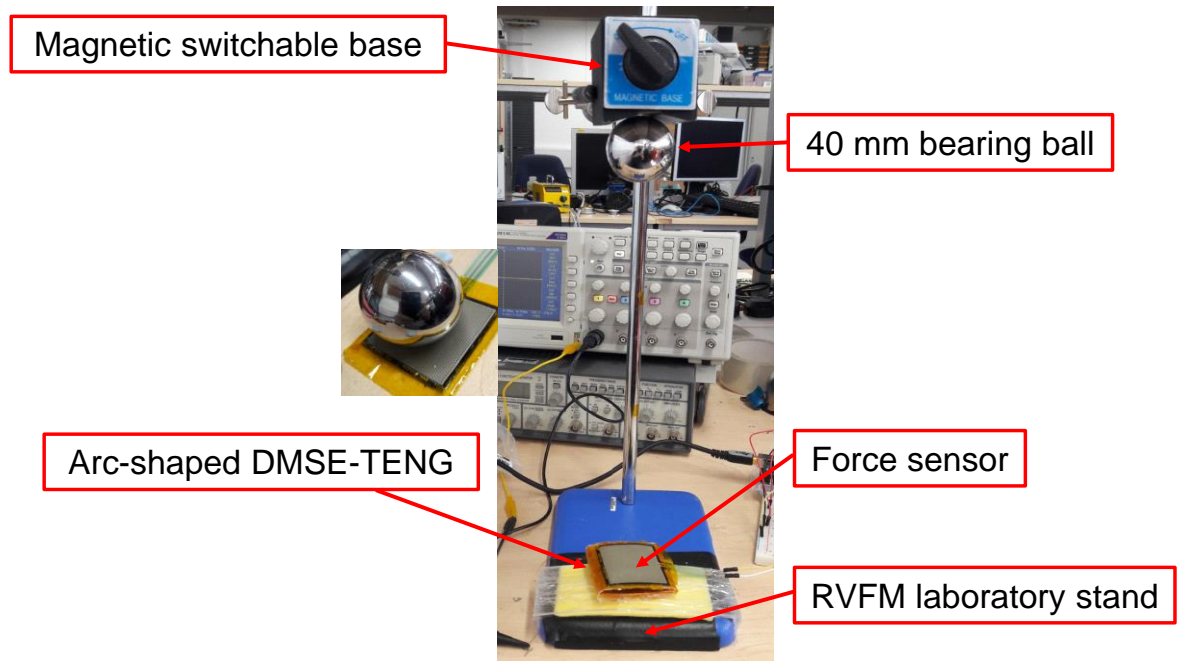 Magnetic switchable base
OFF
MAGNETIC BASE
40 mm bearing ball
Arc-shaped DMSE-TENG
Force sensor
RVFM laboratory stand